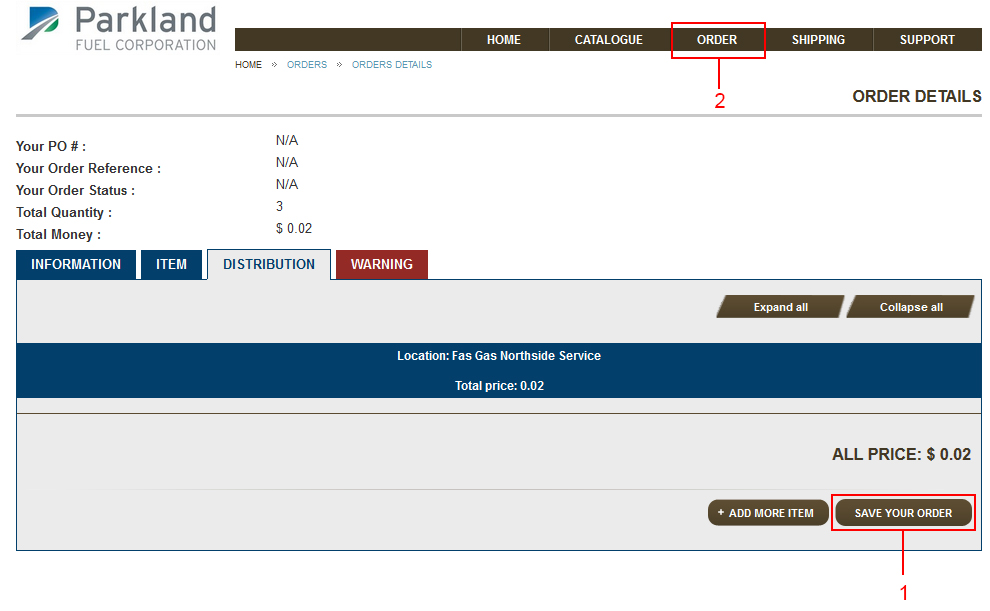 Parkland
FUEL CORPORATION
HOME CATALOGUE ORDER SHIPPING SUPPORT
HOME » ORDERS » ORDERS DETAILS
2
ORDER DETAILS
Your PO # : N/A
Your Order Reference : N/A
Your Order Status : N/A
Total Quantity : 3
Total Money : $ 0.02
INFORMATION ITEM DISTRIBUTION WARNING
Expand all Collapse all
Location: Fas Gas Northside Service
Total price: 0.02
ALL PRICE: $ 0.02
+ ADD MORE ITEM SAVE YOUR ORDER
1